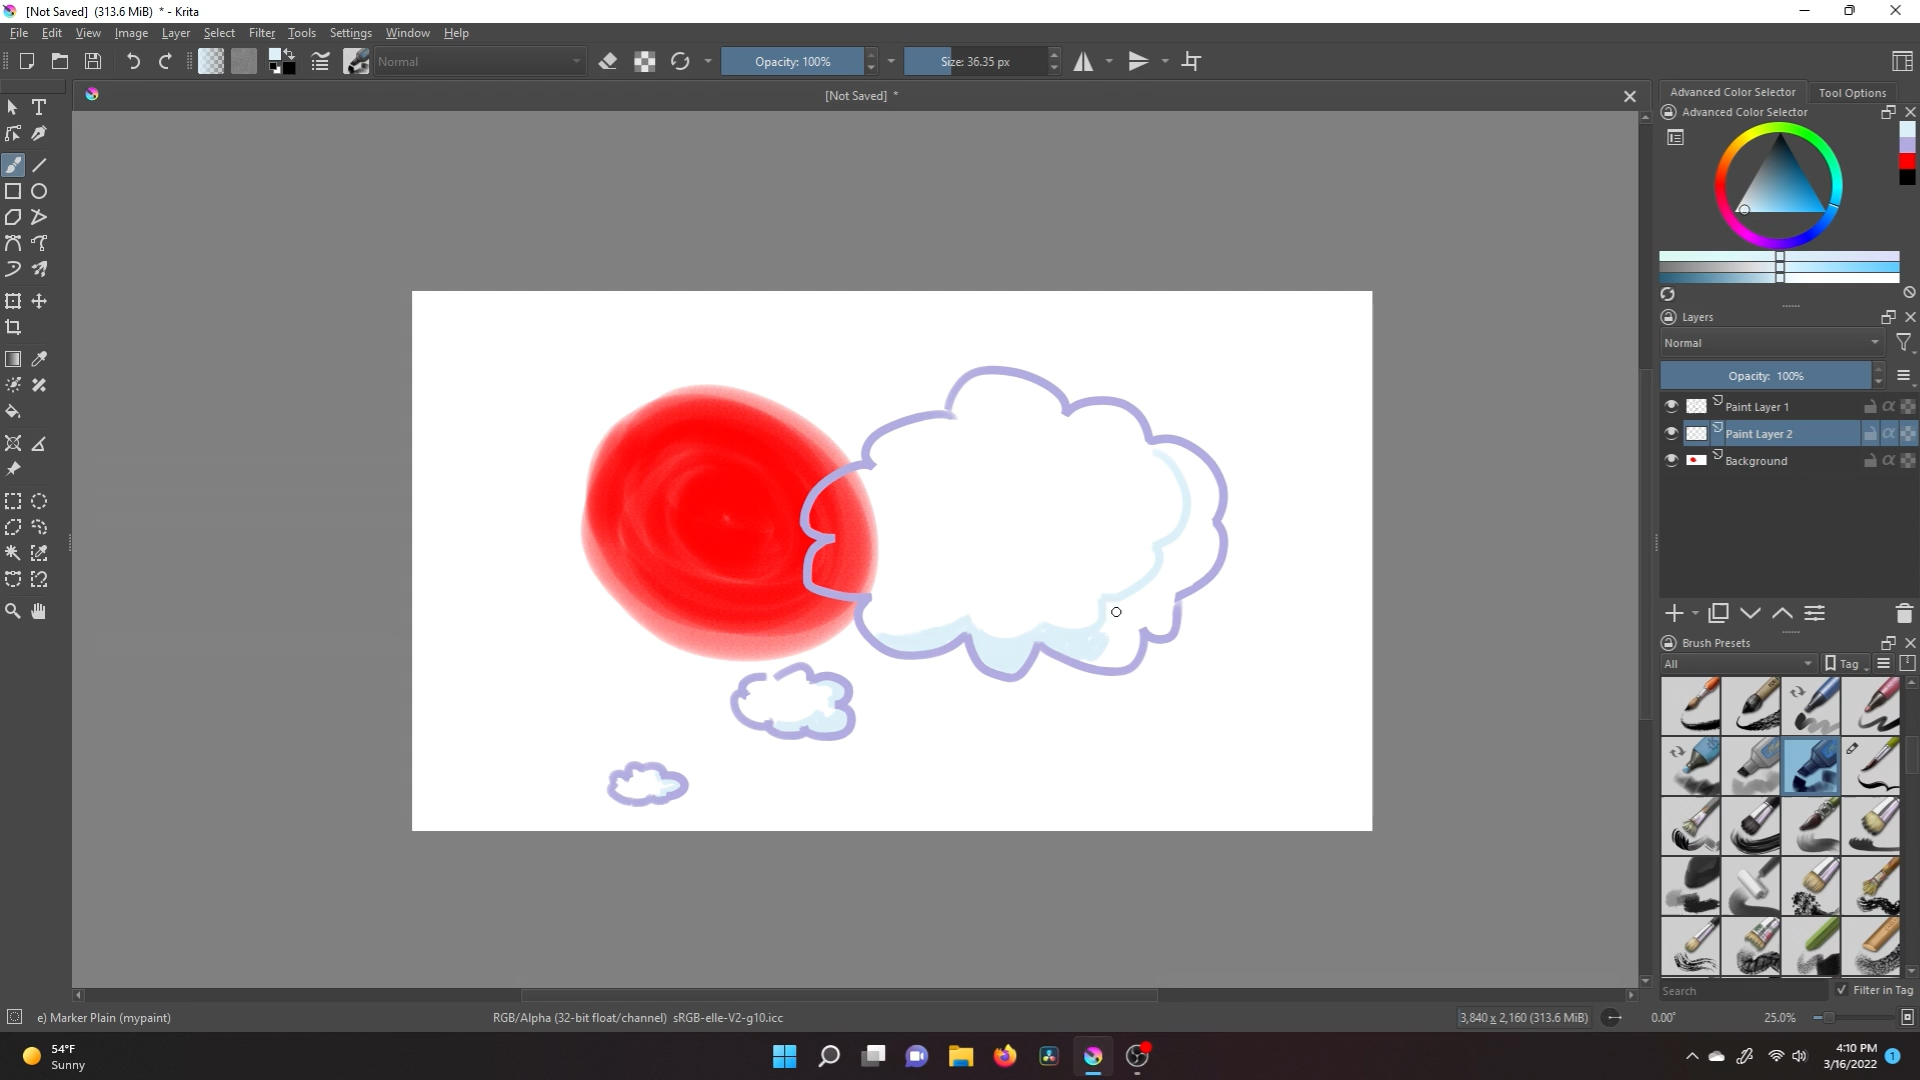 [Not Saved]  (313.6 MiB)  * - Krita
File Edit View Image Layer Select Filter Tools Settings Window Help
Normal Opacity: 100% Size: 36.35 px
[Not Saved]  *
Advanced Color Selector Tool Options
Advanced Color Selector
Layers
Normal
Opacity:  100%
Paint Layer 1
Paint Layer 2
Background
Brush Presets
All Tag
Search Filter in Tag
e) Marker Plain (mypaint) RGB/Alpha (32-bit float/channel)  sRGB-elle-V2-g10.icc 3,840 x 2,160 (313.6 MiB) 0.00° 25.0%
54°F
Sunny
4:10 PM
3/16/2022 1